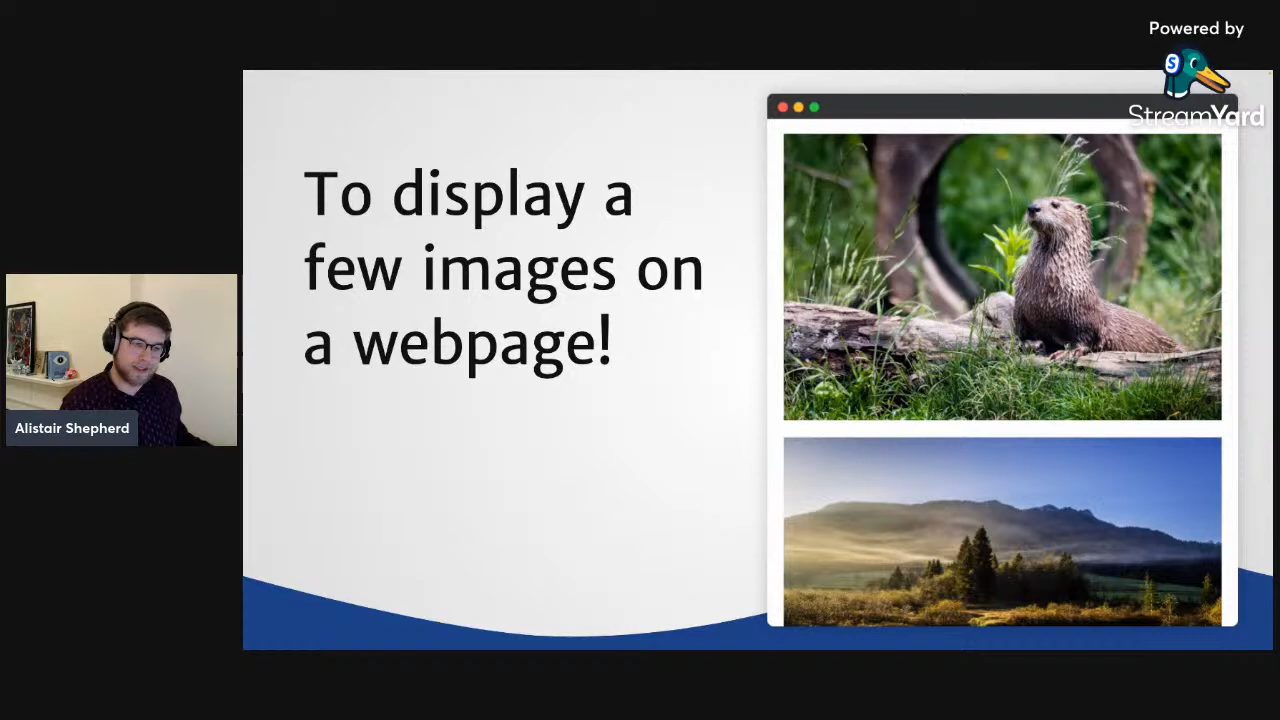 Powered by
S
StreamYard
To display a
few images on
a webpage!
Alistair Shepherd